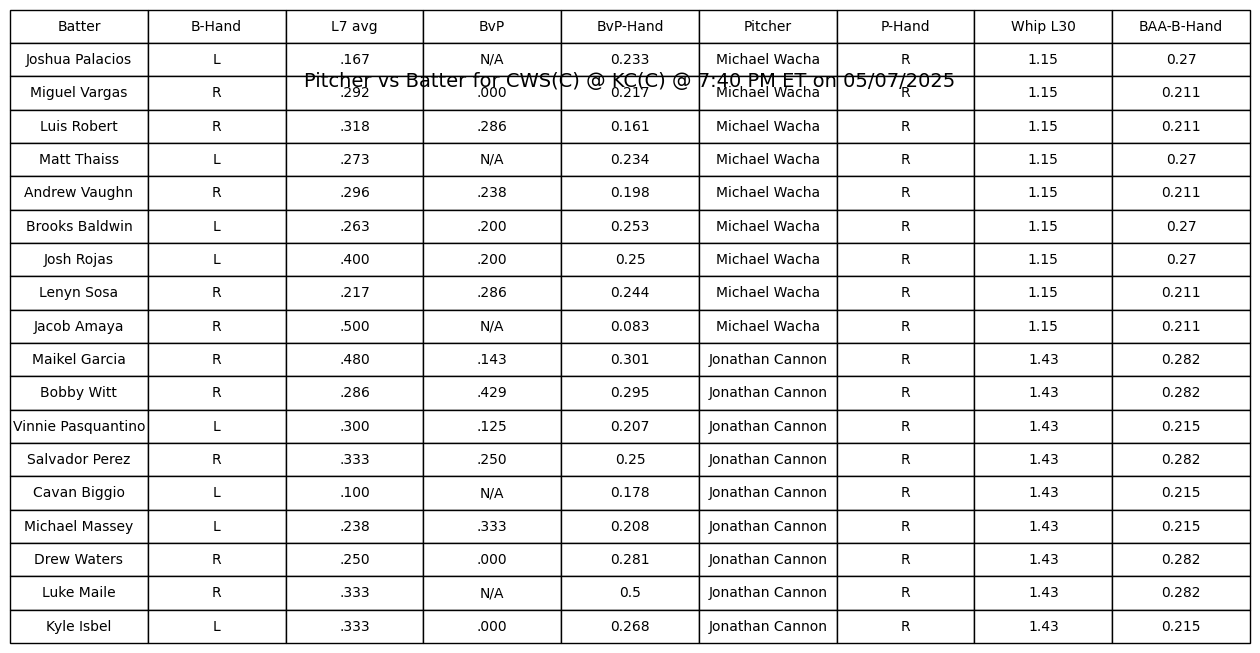 Batter B-Hand L7 avg BvP BvP-Hand Pitcher P-Hand Whip L30 BAA-B-Hand
Joshua Palacios L .167 N/A 0.233 Michael Wacha R 1.15 0.27
Pitcher vs Batter for CWS(C) @ KC(C) @ 7:40 PM ET on 05/07/2025
Miguel Vargas R .292 .000 0.217 Michael Wacha R 1.15 0.211
Luis Robert R .318 .286 0.161 Michael Wacha R 1.15 0.211
Matt Thaiss L .273 N/A 0.234 Michael Wacha R 1.15 0.27
Andrew Vaughn R .296 .238 0.198 Michael Wacha R 1.15 0.211
Brooks Baldwin L .263 .200 0.253 Michael Wacha R 1.15 0.27
Josh Rojas L .400 .200 0.25 Michael Wacha R 1.15 0.27
Lenyn Sosa R .217 .286 0.244 Michael Wacha R 1.15 0.211
Jacob Amaya R .500 N/A 0.083 Michael Wacha R 1.15 0.211
Maikel Garcia R .480 .143 0.301 Jonathan Cannon R 1.43 0.282
Bobby Witt R .286 .429 0.295 Jonathan Cannon R 1.43 0.282
Vinnie Pasquantino L .300 .125 0.207 Jonathan Cannon R 1.43 0.215
Salvador Perez R .333 .250 0.25 Jonathan Cannon R 1.43 0.282
Cavan Biggio L .100 N/A 0.178 Jonathan Cannon R 1.43 0.215
Michael Massey L .238 .333 0.208 Jonathan Cannon R 1.43 0.215
Drew Waters R .250 .000 0.281 Jonathan Cannon R 1.43 0.282
Luke Maile R .333 N/A 0.5 Jonathan Cannon R 1.43 0.282
Kyle Isbel L .333 .000 0.268 Jonathan Cannon R 1.43 0.215